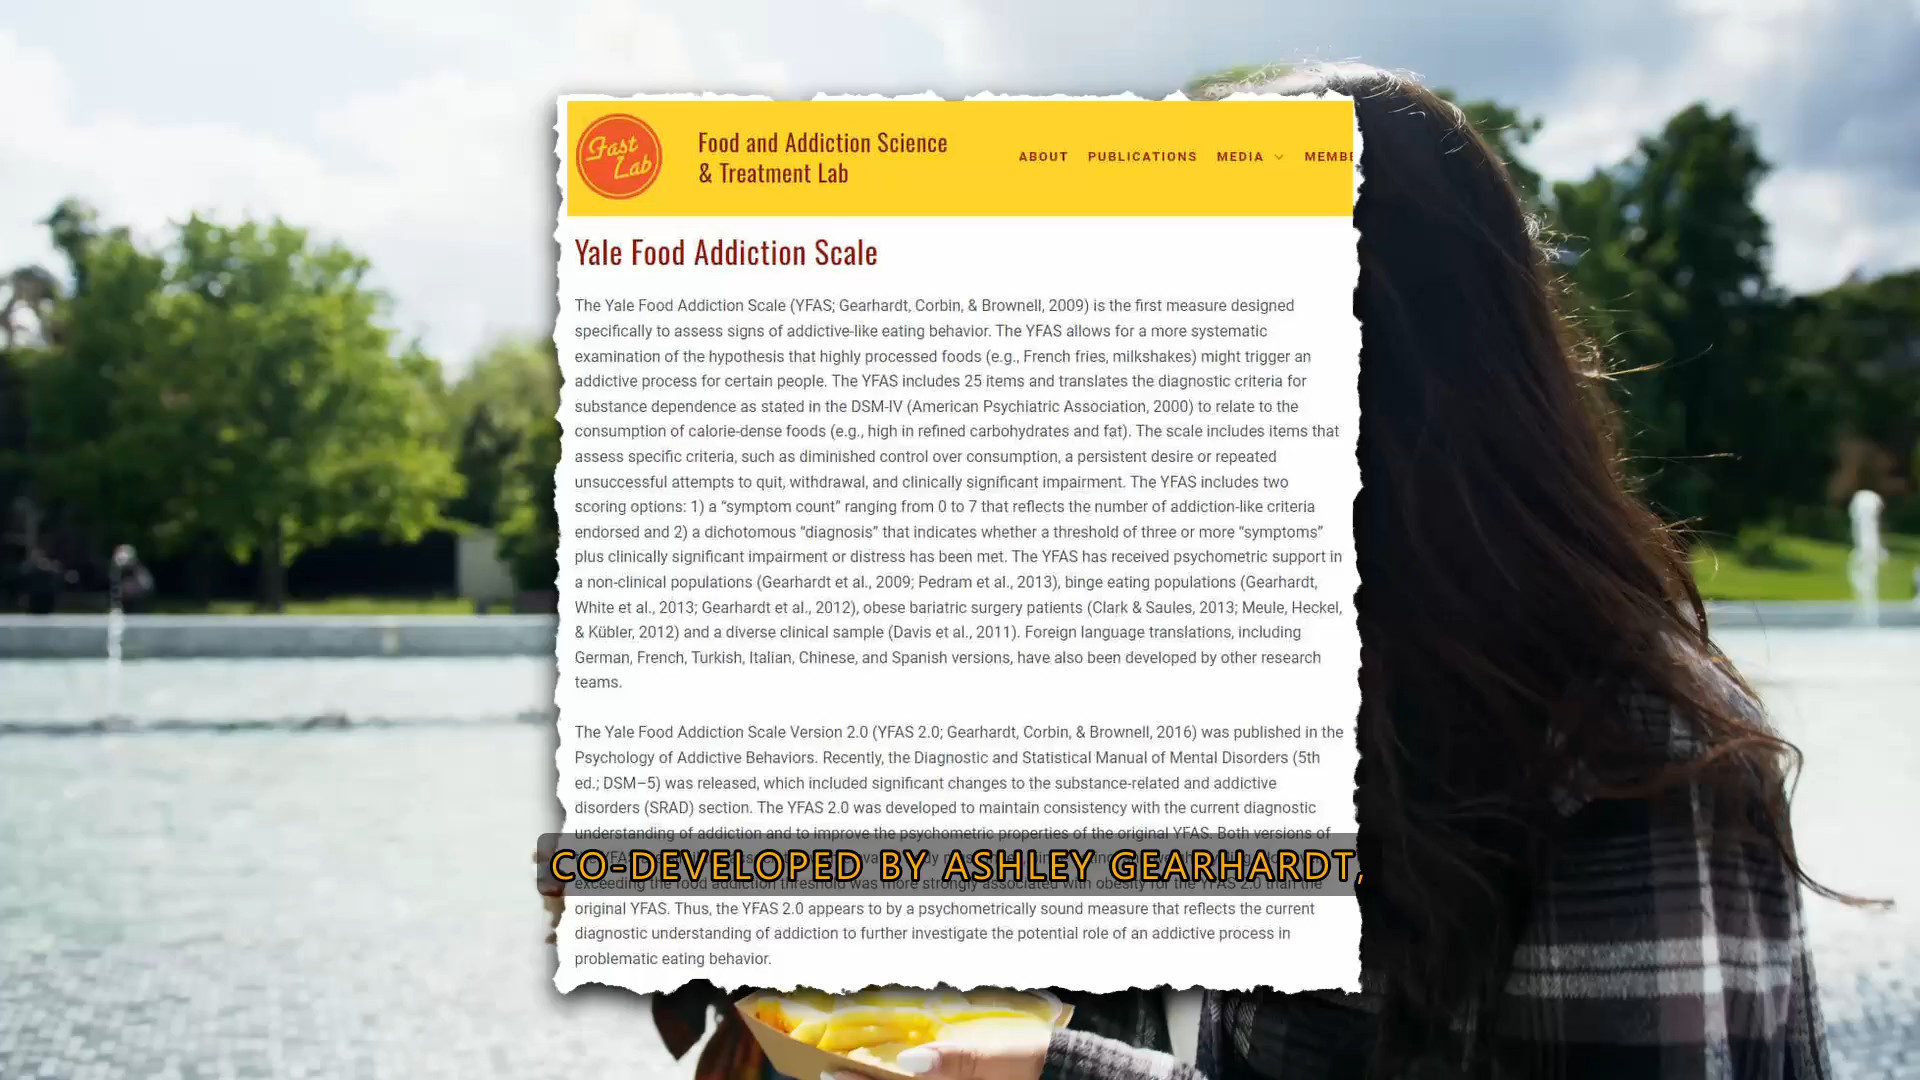 Fast
Lab
Food and Addiction Science
& Treatment Lab
ABOUT PUBLICATIONS MEDIA MEMBE
Yale Food Addiction Scale
The Yale Food Addiction Scale (YFAS; Gearhardt, Corbin, & Brownell, 2009) is the first measure designed
specifically to assess signs of addictive-like eating behavior. The YFAS allows for a more systematic
examination of the hypothesis that highly processed foods (e.g., French fries, milkshakes) might trigger an
addictive process for certain people. The YFAS includes 25 items and translates the diagnostic criteria for
substance dependence as stated in the DSM-IV (American Psychiatric Association, 2000) to relate to the
consumption of calorie-dense foods (e.g., high in refined carbohydrates and fat). The scale includes items that
assess specific criteria, such as diminished control over consumption, a persistent desire or repeated
unsuccessful attempts to quit, withdrawal, and clinically significant impairment. The YFAS includes two
scoring options: 1) a “symptom count” ranging from 0 to 7 that reflects the number of addiction-like criteria
endorsed and 2) a dichotomous “diagnosis” that indicates whether a threshold of three or more “symptoms”
plus clinically significant impairment or distress has been met. The YFAS has received psychometric support in
a non-clinical populations (Gearhardt et al., 2009; Pedram et al., 2013), binge eating populations (Gearhardt,
White et al., 2013; Gearhardt et al., 2012), obese bariatric surgery patients (Clark & Saules, 2013; Meule, Heckel,
& Kübler, 2012) and a diverse clinical sample (Davis et al., 2011). Foreign language translations, including
German, French, Turkish, Italian, Chinese, and Spanish versions, have also been developed by other research
teams.
The Yale Food Addiction Scale Version 2.0 (YFAS 2.0; Gearhardt, Corbin, & Brownell, 2016) was published in the
Psychology of Addictive Behaviors. Recently, the Diagnostic and Statistical Manual of Mental Disorders (5th
ed.; DSM–5) was released, which included significant changes to the substance-related and addictive
disorders (SRAD) section. The YFAS 2.0 was developed to maintain consistency with the current diagnostic
understanding of addiction and to improve the psychometric properties of the original YFAS. Both versions of
CO-DEVELOPED BY ASHLEY GEARHARDT,
exceeding the food addiction threshold was more strongly associated with obesity for the YFAS 2.0 than the
original YFAS. Thus, the YFAS 2.0 appears to by a psychometrically sound measure that reflects the current
diagnostic understanding of addiction to further investigate the potential role of an addictive process in
problematic eating behavior.